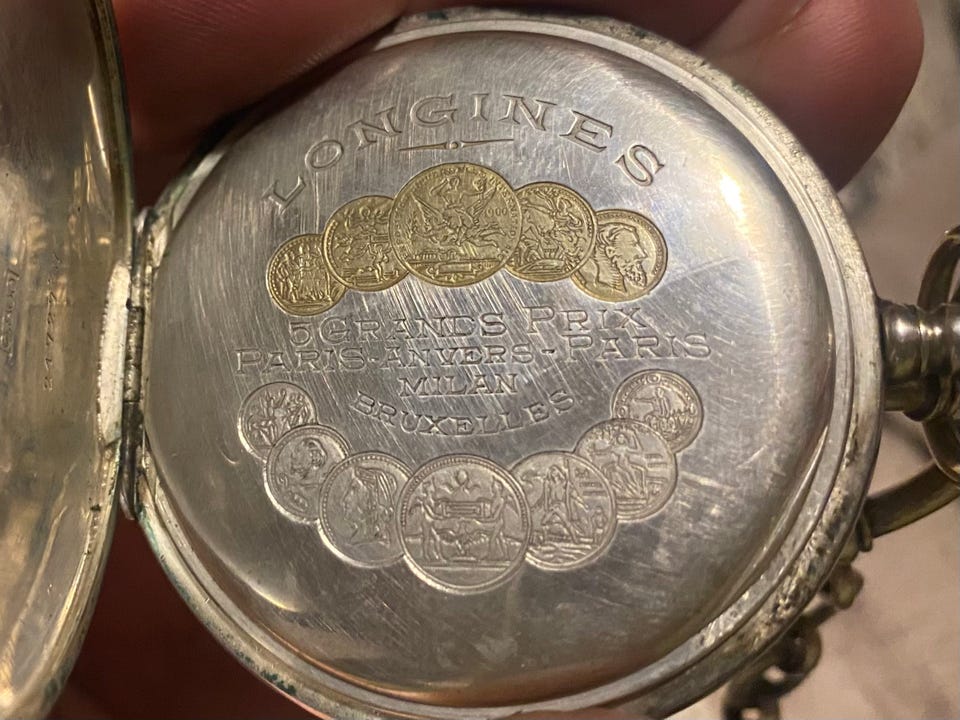 LONGINES
5 GRANDS PRIX
PARIS-ANVERS-PARIS
MILAN
BRUXELLES